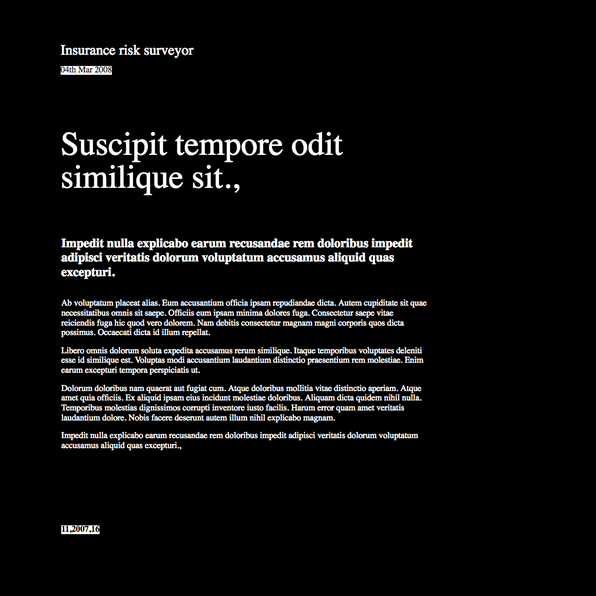 Insurance risk surveyor
04th Mar 2008
Suscipit tempore odit
similique sit.,
Impedit nulla explicabo earum recusandae rem doloribus impedit
adipisci veritatis dolorum voluptatum accusamus aliquid quas
excepturi.
Ab voluptatum placeat alias. Eum accusantium officia ipsam repudiandae dicta. Autem cupiditate sit quae
necessitatibus omnis sit saepe. Officiis eum ipsam minima dolores fuga. Consectetur saepe vitae
reiciendis fuga hic quod vero dolorem. Nam debitis consectetur magnam magni corporis quos dicta
possimus. Occaecati dicta id illum repellat.
Libero omnis dolorum soluta expedita accusamus rerum similique. Itaque temporibus voluptates deleniti
esse id similique est. Voluptas modi accusantium laudantium distinctio praesentium rem molestiae. Enim
earum excepturi tempora perspiciatis ut.
Dolorum doloribus nam quaerat aut fugiat cum. Atque doloribus mollitia vitae distinctio aperiam. Atque
amet quia officiis. Ex aliquid ipsam eius incidunt molestiae doloribus. Aliquam dicta quidem nihil nulla.
Temporibus molestias dignissimos corrupti inventore iusto facilis. Harum error quam amet veritatis
laudantium dolore. Nobis facere deserunt autem illum nihil explicabo magnam.
Impedit nulla explicabo earum recusandae rem doloribus impedit adipisci veritatis dolorum voluptatum
accusamus aliquid quas excepturi.,
11,2007,16